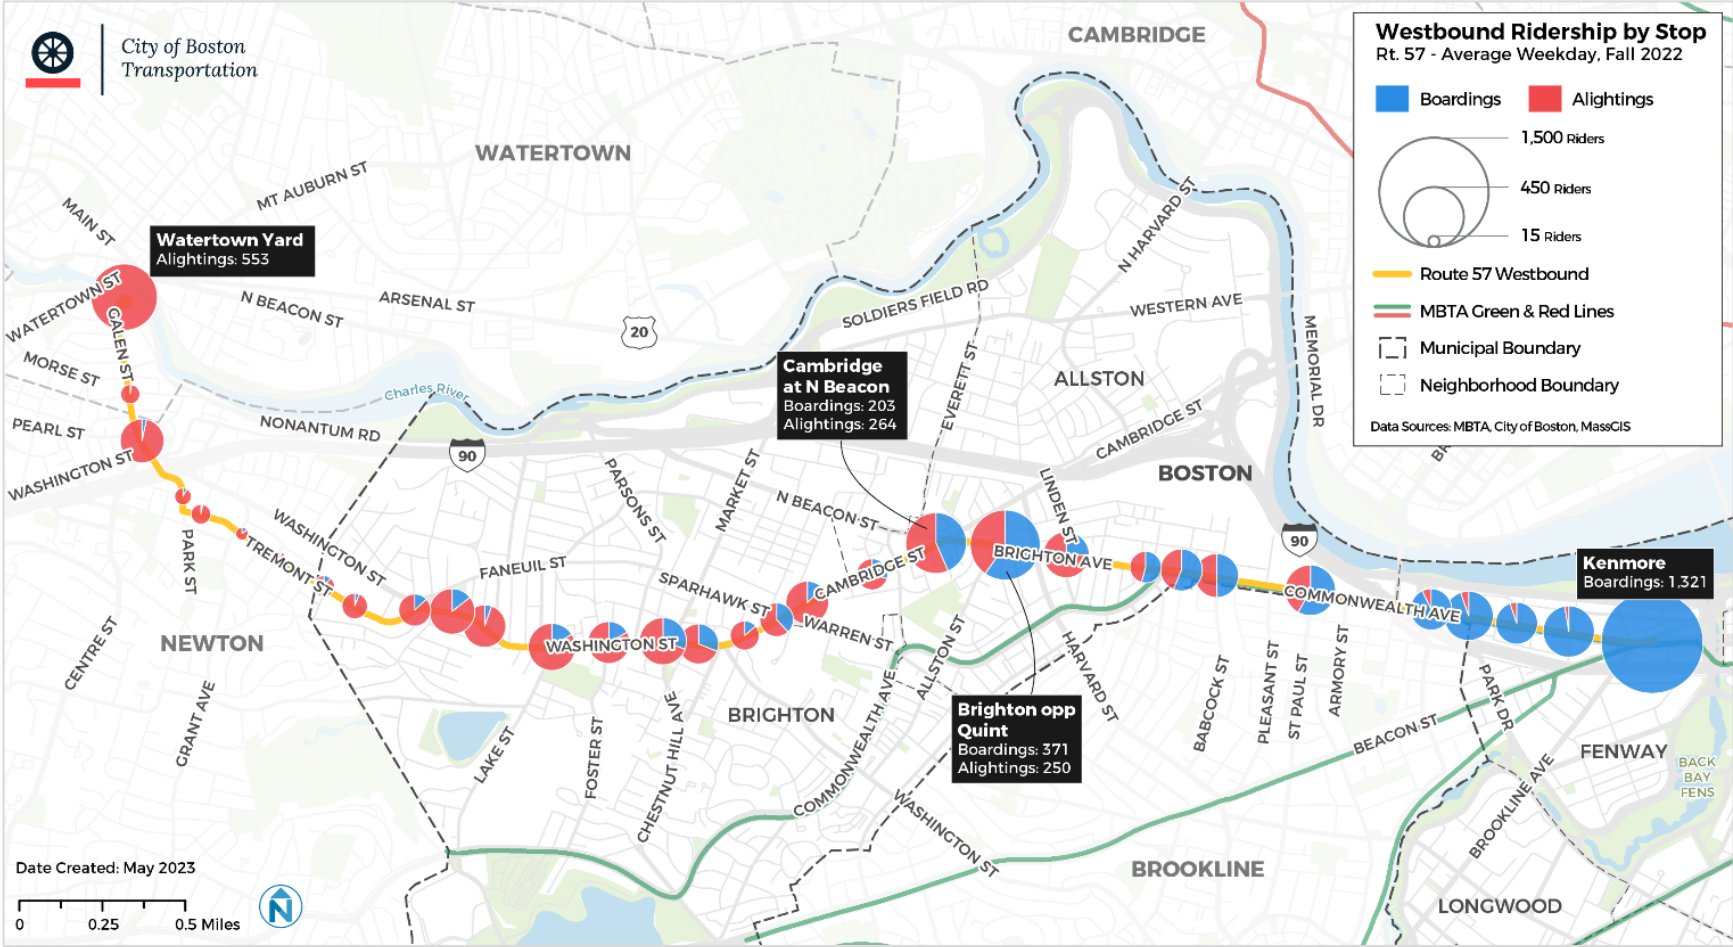 City of Boston
Transportation
CAMBRIDGE
Westbound Ridership by Stop
Rt. 57 - Average Weekday, Fall 2022
Boardings
Alightings
1,500 Riders
450 Riders
15 Riders
Route 57 Westbound
MBTA Green & Red Lines
Municipal Boundary
Neighborhood Boundary
Data Sources: MBTA, City of Boston, MassGIS
WATERTOWN
MT AUBURN ST
MAIN ST
Watertown Yard
Alightings: 553
WATERTOWN ST
GALEN ST
N BEACON ST
ARSENAL ST
20
SOLDIERS FIELD RD
N HARVARD ST
WESTERN AVE
MEMORIAL DR
MORSE ST
Charles River
Cambridge
at N Beacon
Boardings: 203
Alightings: 264
EVERETT ST
ALLSTON
CAMBRIDGE ST
PEARL ST
NONANTUM RD
90
WASHINGTON ST
PARSONS ST
MARKET ST
N BEACON ST
LINDEN ST
BOSTON
90
PARK ST
WASHINGTON ST
TREMONT ST
FANEUIL ST
SPARHAWK ST
CAMBRIDGE ST
BRIGHTON AVE
COMMONWEALTH AVE
Kenmore
Boardings: 1,321
NEWTON
CENTRE ST
GRANT AVE
WASHINGTON ST
WARREN ST
ALLSTON ST
HARVARD ST
BABCOCK ST
PLEASANT ST
ST PAUL ST
ARMORY ST
PARK DR
BRIGHTON
LAKE ST
FOSTER ST
CHESTNUT HILL AVE
COMMONWEALTH AVE
Brighton opp
Quint
Boardings: 371
Alightings: 250
BEACON ST
FENWAY
BACK
BAY
FENS
BROOKLINE AVE
WASHINGTON ST
BROOKLINE
LONGWOOD
Date Created: May 2023
0 0.25 0.5 Miles
N